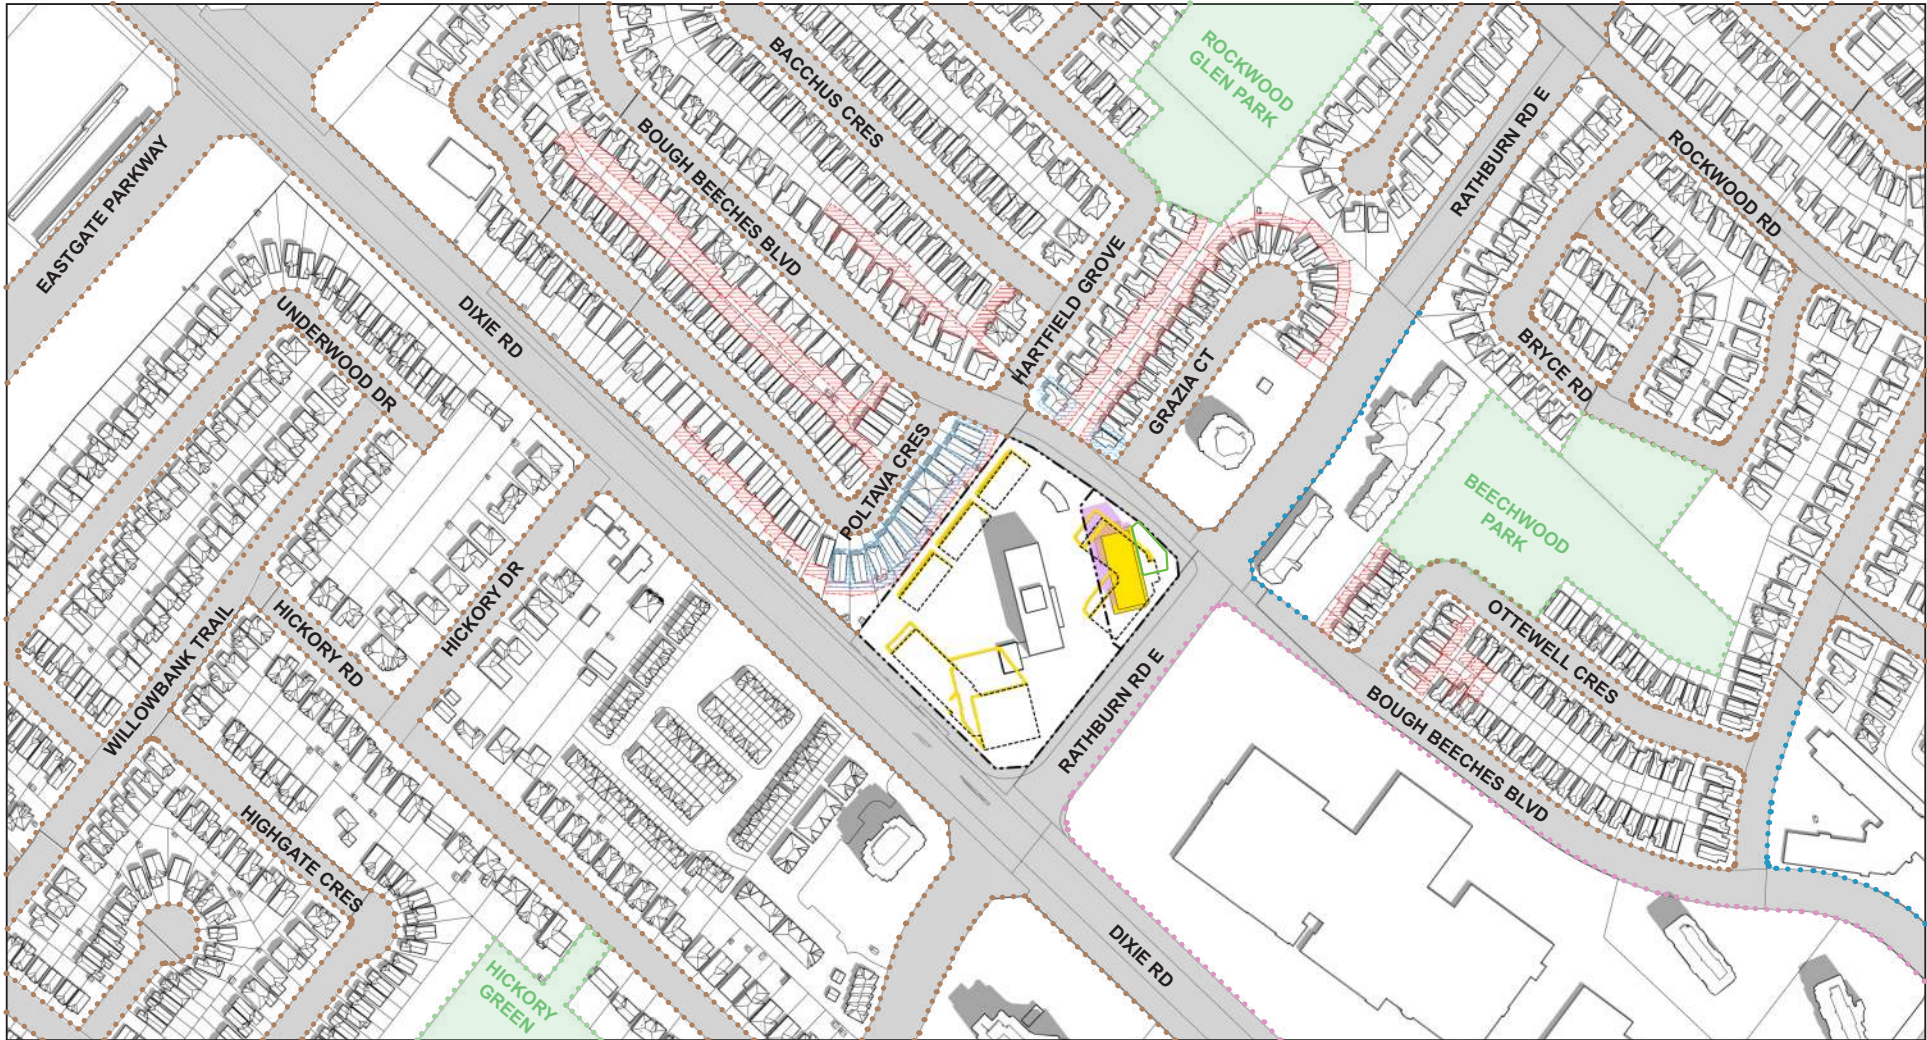 ROCKWOOD
GLEN PARK
BACCHUS CRES
BOUGH BEECHES BLVD
RATHBURN RD E
ROCKWOOD RD
EASTGATE PARKWAY
UNDERWOOD DR
DIXIE RD
HARTFIELD GROVE
GRAZIA CT
BRYCE RD
POLTAVA CRES
BEECHWOOD
PARK
HICKORY DR
HICKORY RD
WILLOWBANK TRAIL
OTTEWELL CRES
RATHBURN RD E
BOUGH BEECHES BLVD
HIGHGATE CRES
DIXIE RD
HICKORY
GREEN